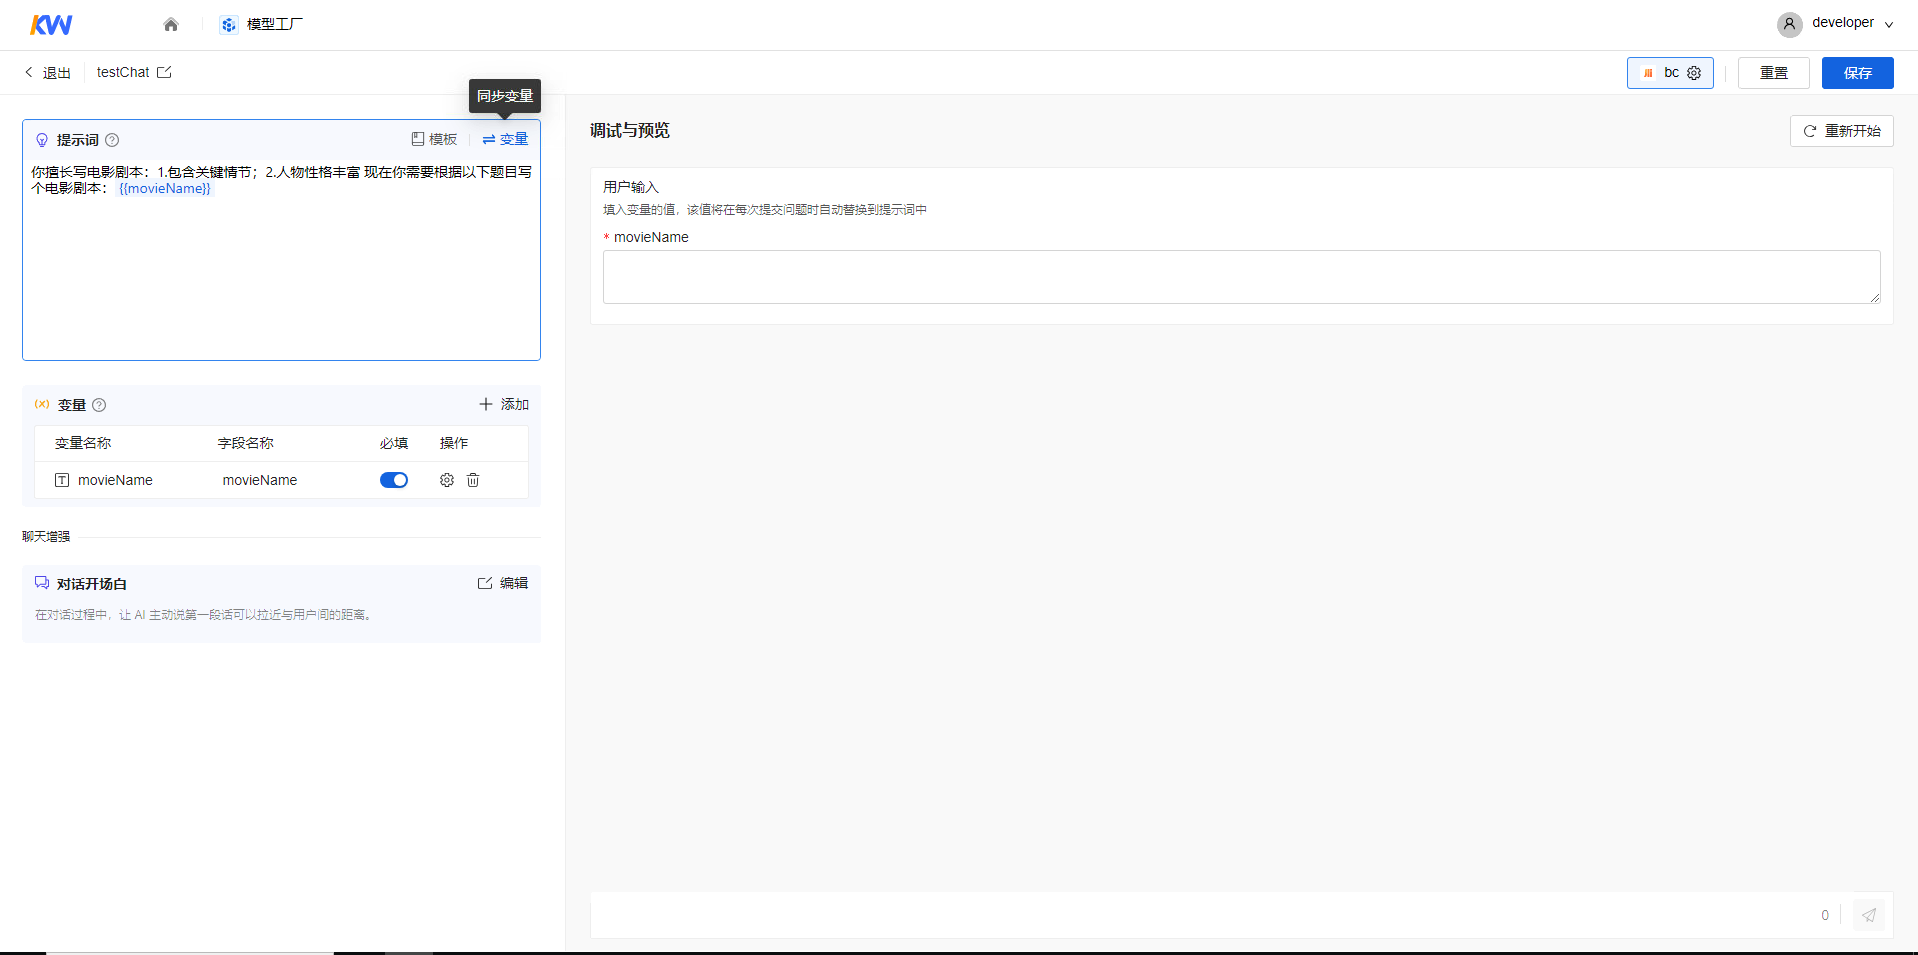 KW
模型工厂
developer
退出
testChat
bc
重置
保存
同步变量
提示词
模板
变量
你擅长写电影剧本：1.包含关键情节；2.人物性格丰富 现在你需要根据以下题目写
个电影剧本： {{movieName}}
变量
添加
变量名称 字段名称 必填 操作
movieName movieName
聊天增强
对话开场白
编辑
在对话过程中，让 AI 主动说第一段话可以拉近与用户间的距离。
调试与预览
重新开始
用户输入
填入变量的值，该值将在每次提交问题时自动替换到提示词中
* movieName
0